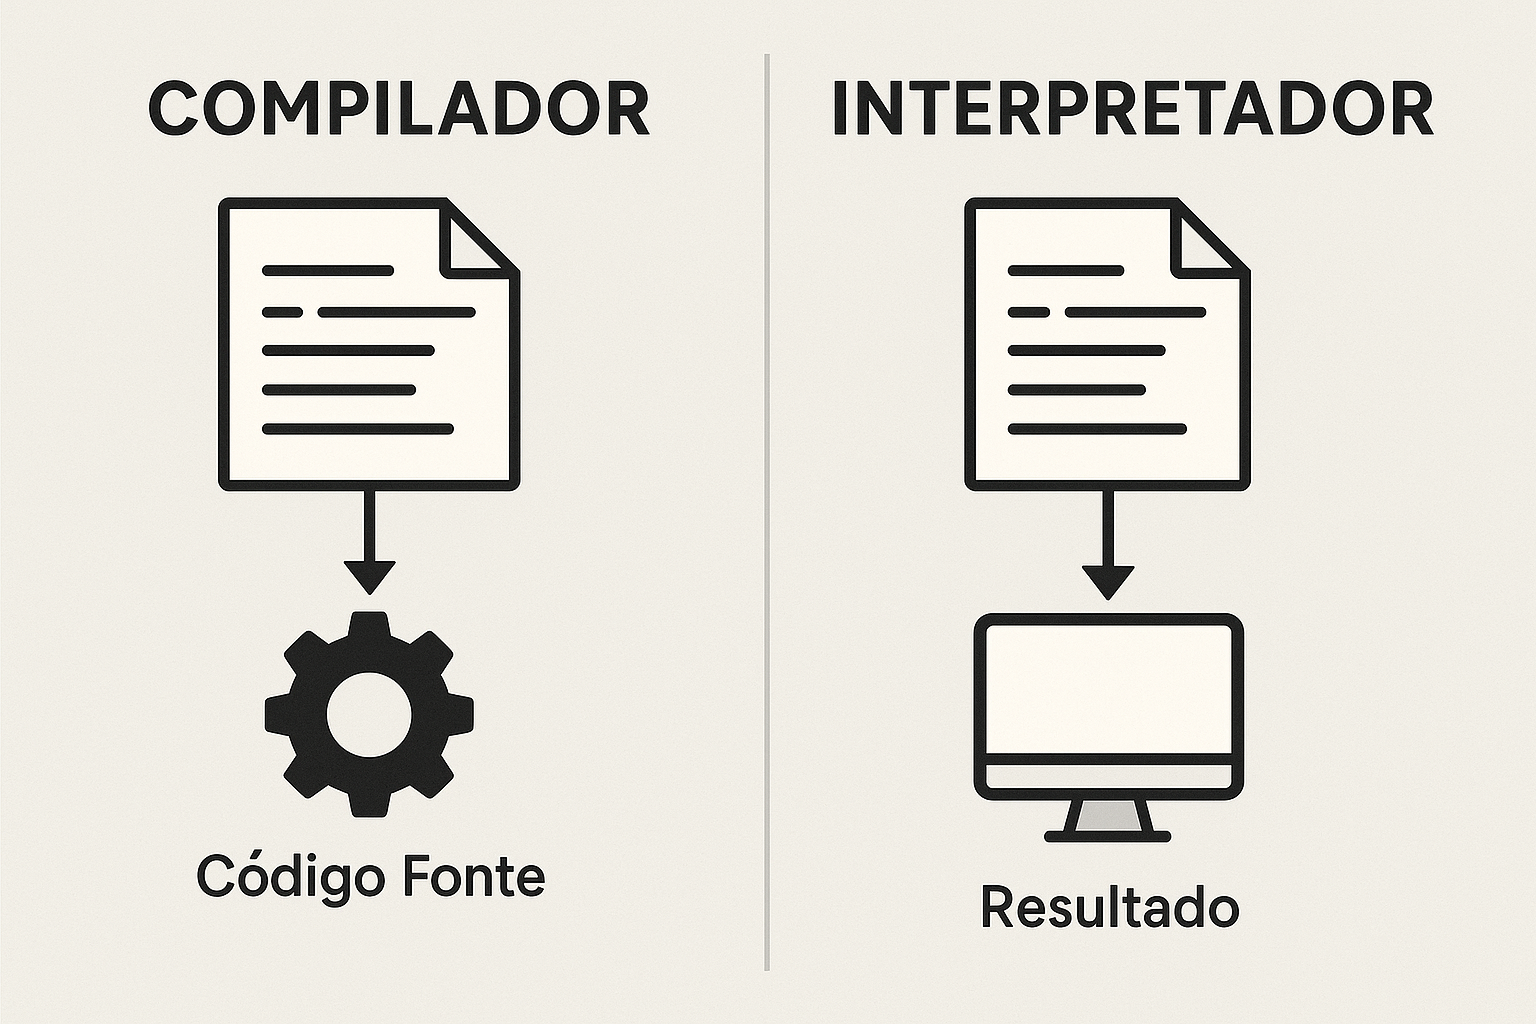 COMPILADOR
Código Fonte
INTERPRETADOR
Resultado